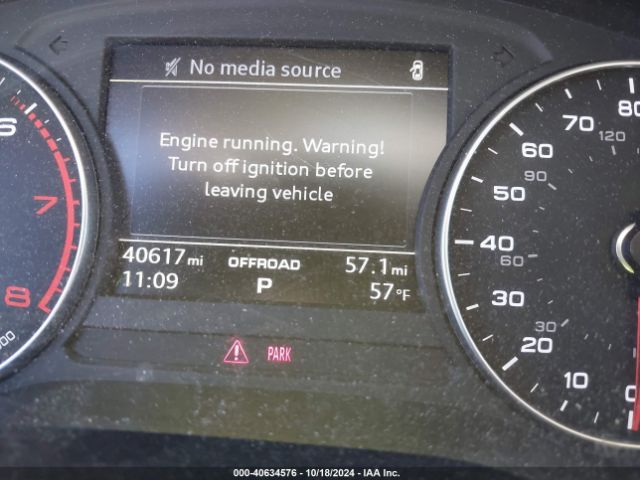 No media source
Engine running. Warning!
Turn off ignition before
leaving vehicle
40617 mi OFFROAD 57.1 mi
11:09 P 57°F
PARK
6
7
8
80
70
120
60
90
50
40
60
30
30
20
10
0
000-40634576 - 10/18/2024 - IAA Inc.